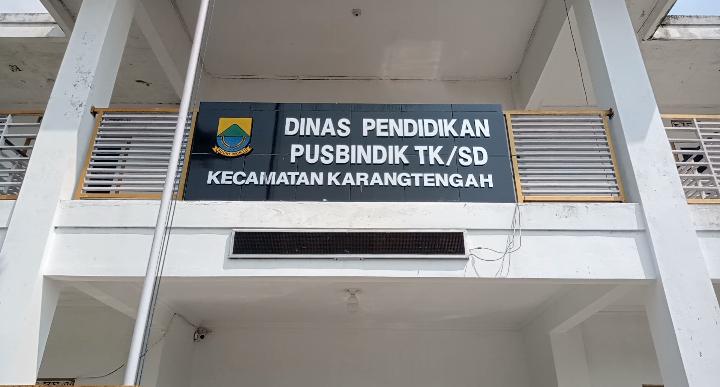 DINAS PENDIDIKAN
PUSBINDIK TK/SD
KECAMATAN KARANGTENGAH